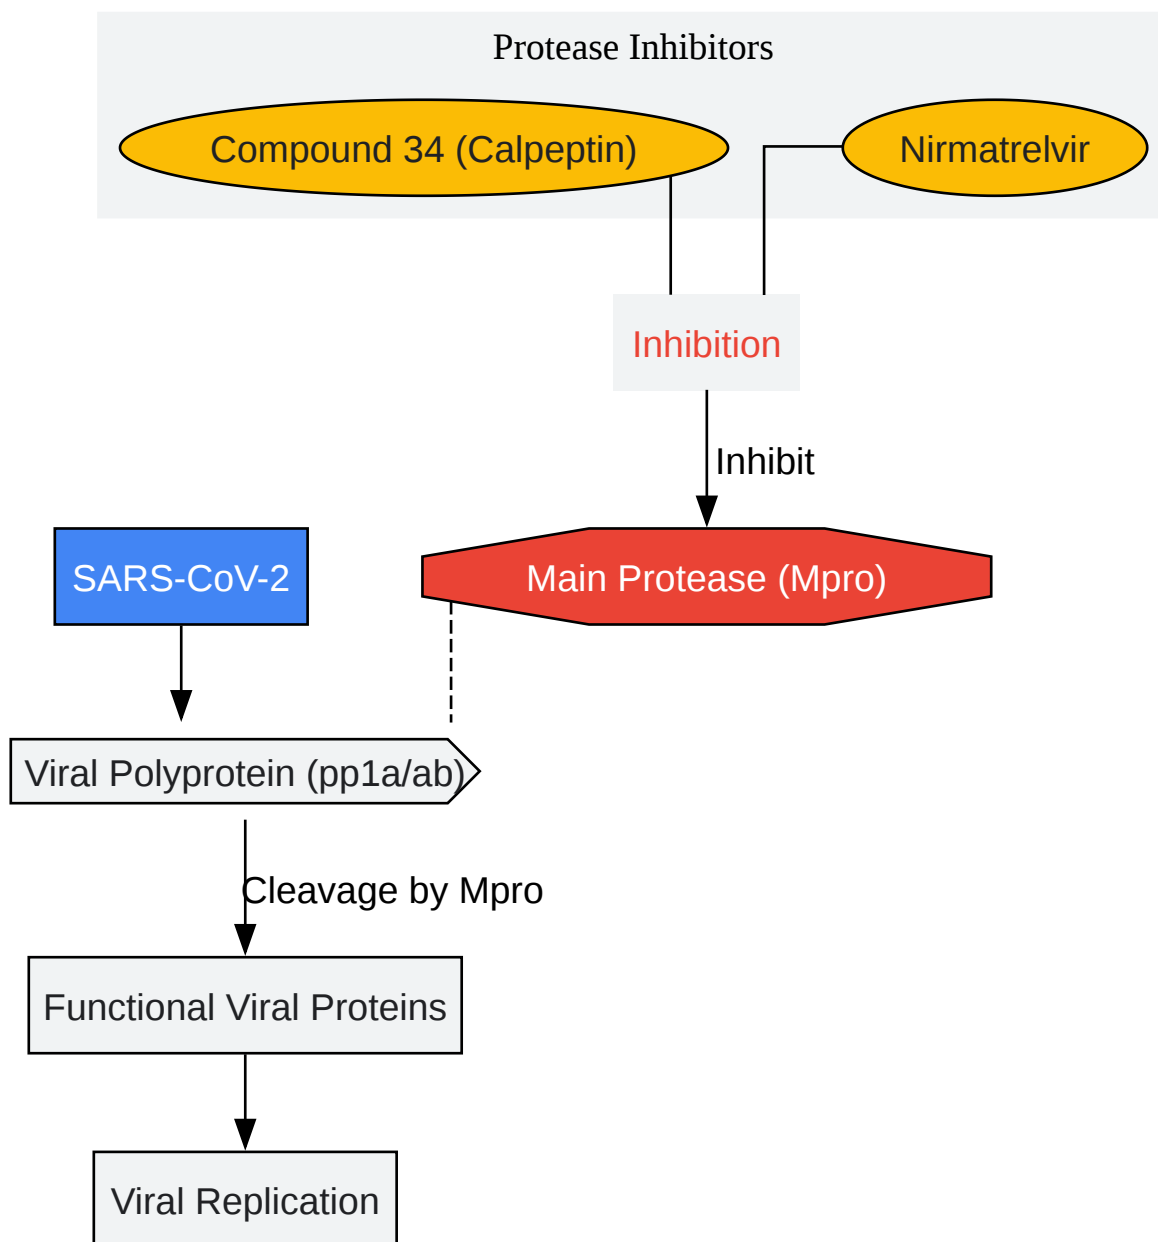 Protease Inhibitors
Compound 34 (Calpeptin)
Nirmatrelvir
Inhibition
Inhibit
SARS-CoV-2
Main Protease (Mpro)
Viral Polyprotein (pp1a/ab)
Cleavage by Mpro
Functional Viral Proteins
Viral Replication